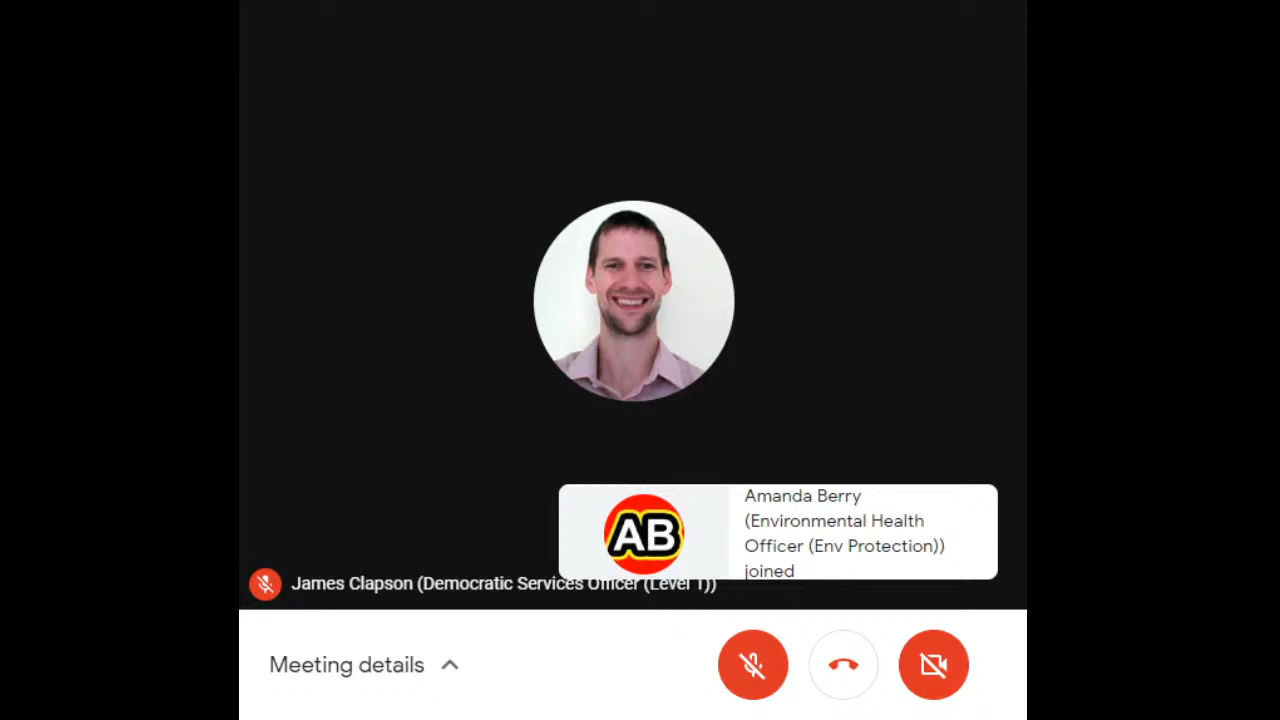 Amanda Berry
(Environmental Health
AB
Officer (Env Protection))
joined
James Clapson (Democratic Services Officer (Level 1))
Meeting details